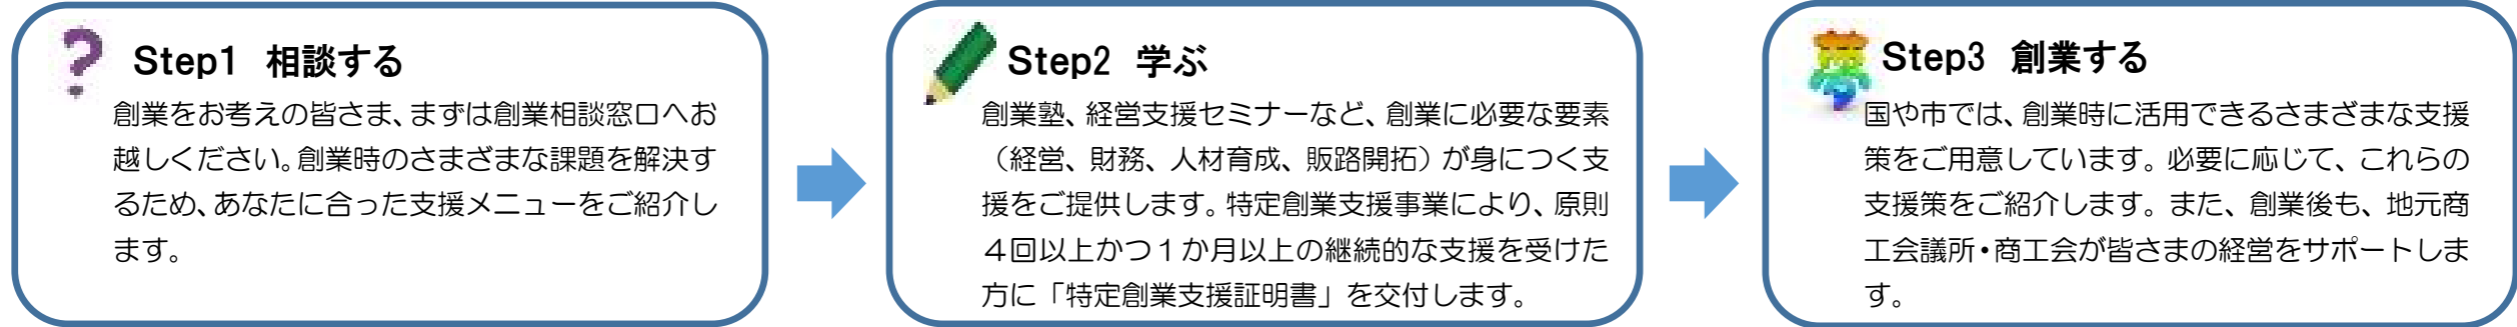 Step1 相談する
創業をお考えの皆さま、まずは創業相談窓口へお
越しください。創業時のさまざまな課題を解決す
るため、あなたに合った支援メニューをご紹介し
ます。
Step2 学ぶ
創業塾、経営支援セミナーなど、創業に必要な要素
(経営、財務、人材育成、販路開拓)が身につく支
援をご提供します。特定創業支援事業により、原則
4回以上かつ1か月以上の継続的な支援を受けた
方に「特定創業支援証明書」を交付します。
Step3 創業する
国や市では、創業時に活用できるさまざまな支援
策をご用意しています。必要に応じて、これらの
支援策をご紹介します。また、創業後も、地元商
工会議所・商工会が皆さまの経営をサポートしま
す。